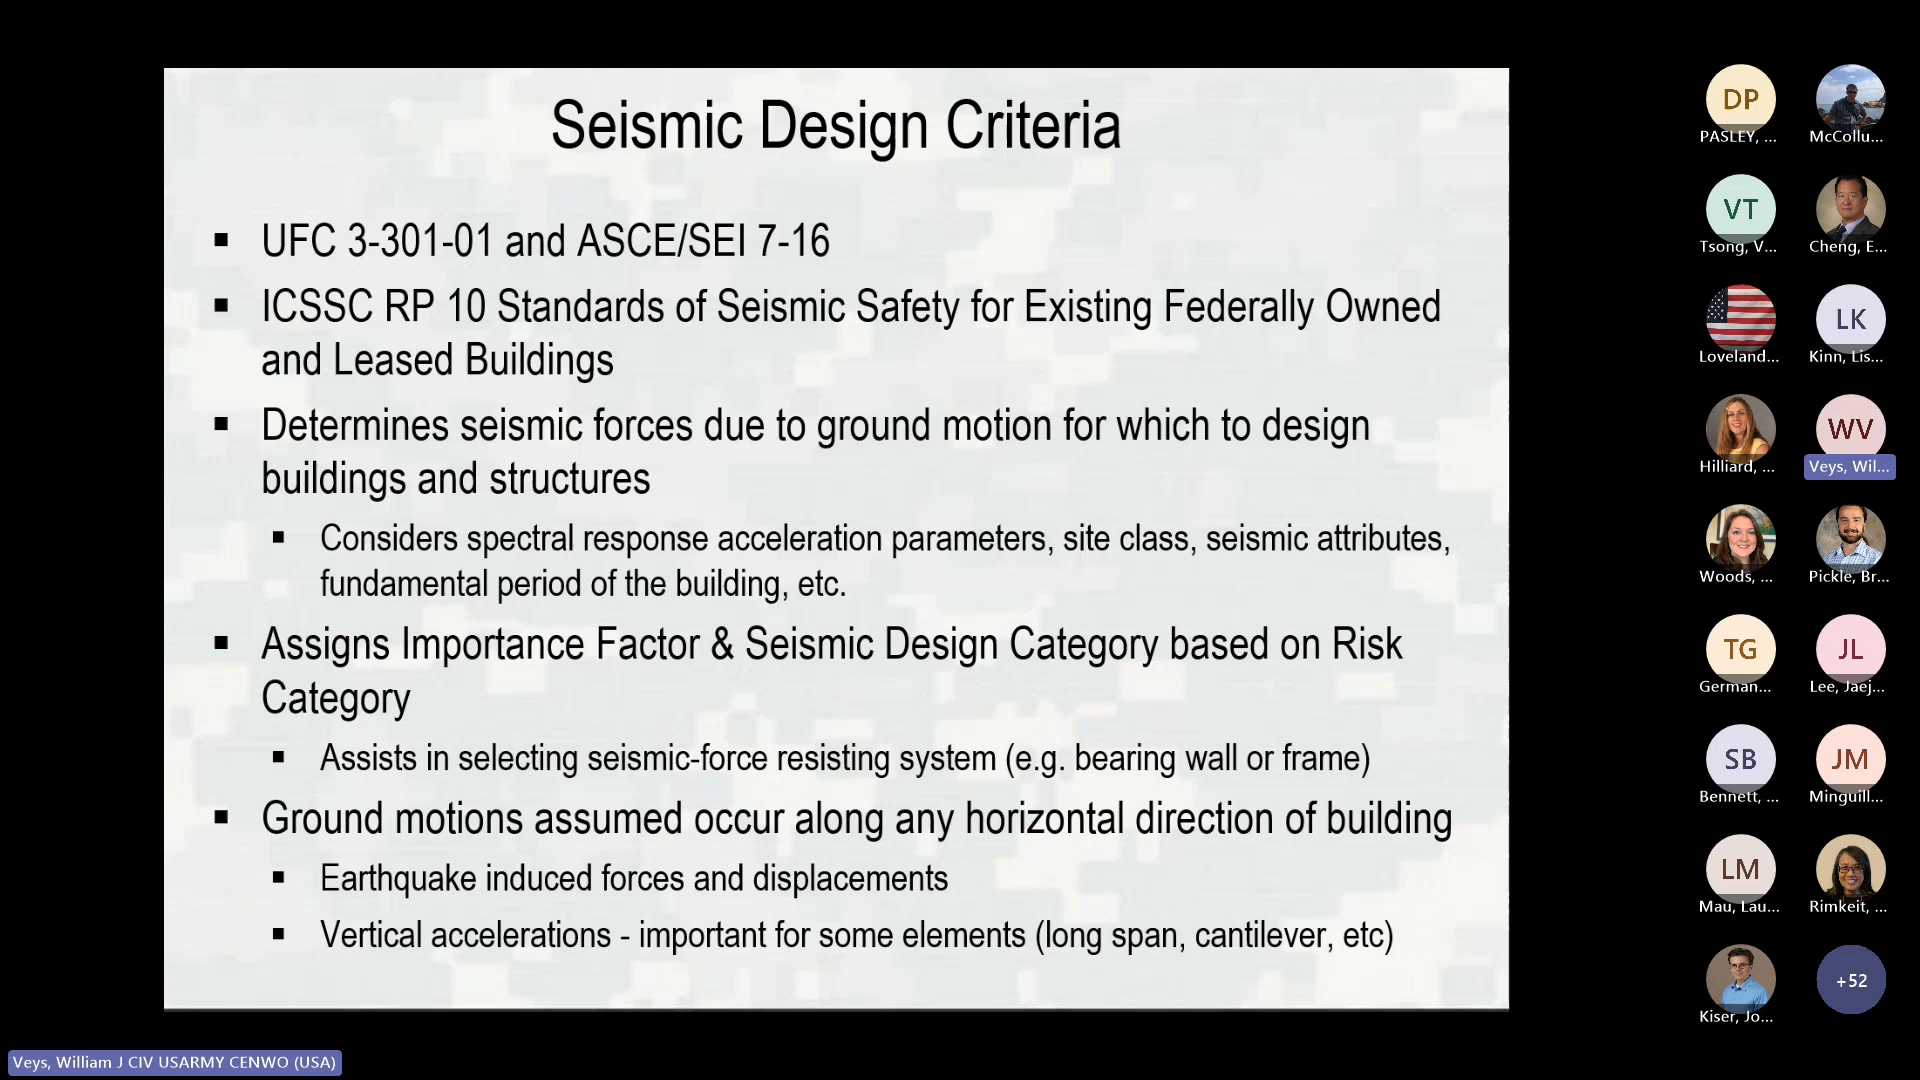 Seismic Design Criteria
▪ UFC 3-301-01 and ASCE/SEI 7-16
▪ ICSSC RP 10 Standards of Seismic Safety for Existing Federally Owned
and Leased Buildings
▪ Determines seismic forces due to ground motion for which to design
buildings and structures
▪ Considers spectral response acceleration parameters, site class, seismic attributes,
fundamental period of the building, etc.
▪ Assigns Importance Factor & Seismic Design Category based on Risk
Category
▪ Assists in selecting seismic-force resisting system (e.g. bearing wall or frame)
▪ Ground motions assumed occur along any horizontal direction of building
▪ Earthquake induced forces and displacements
▪ Vertical accelerations - important for some elements (long span, cantilever, etc)
DP
PASLEY, ...
McCollu...
VT
Tsong, V...
Cheng, E...
Loveland...
LK
Kinn, Lis...
Hilliard, ...
WV
Veys, Wil...
Woods, ...
Pickle, Br...
TG
German...
JL
Lee, Jaej...
SB
Bennett, ...
JM
Minguill...
LM
Mau, Lau...
Rimkeit, ...
Kiser, Jo...
+52
Veys, William J CIV USARMY CENWO (USA)